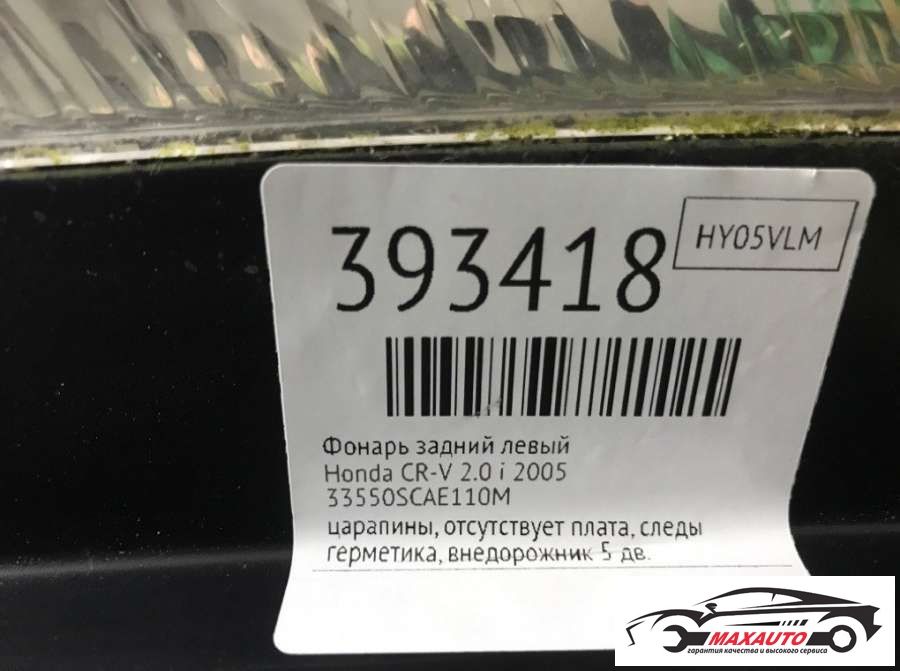 393418
HY05VLM
Фонарь задний левый
Honda CR-V 2.0 i 2005
33550SCAE110M
царапины, отсутствует плата, следы
герметика, внедорожник 5 дв.
MAXAUTO
гарантия качества и высокого сервиса